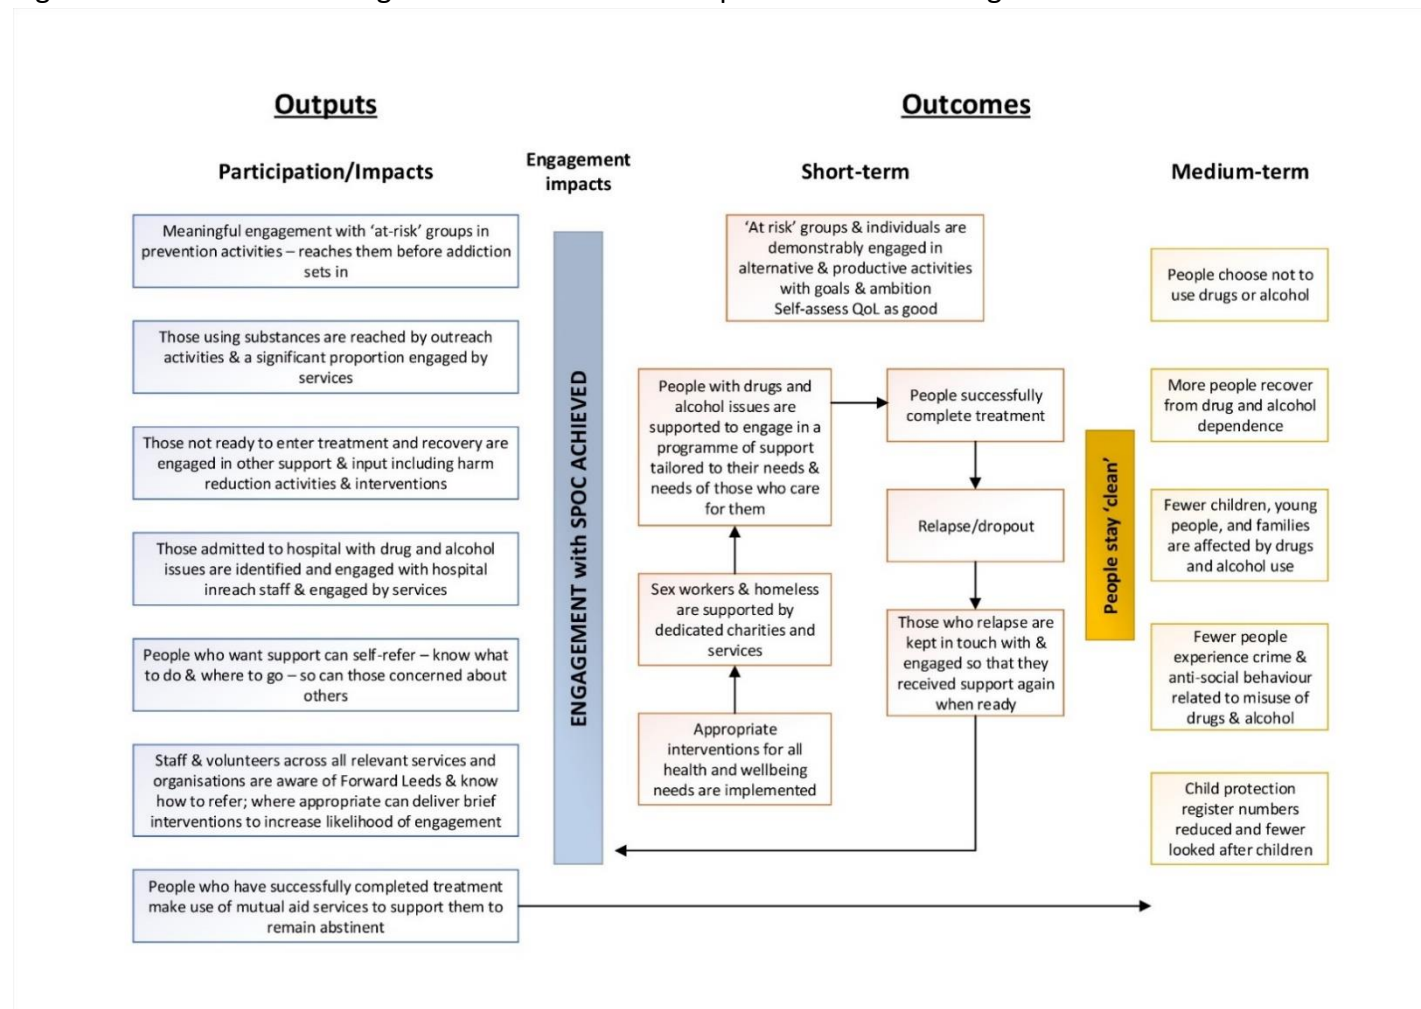 Outputs
Outcomes
Participation/Impacts
Engagement
impacts
Short-term
Medium-term
Meaningful engagement with ‘at-risk’ groups in
prevention activities – reaches them before addiction
sets in
Those using substances are reached by outreach
activities & a significant proportion engaged by
services
Those not ready to enter treatment and recovery are
engaged in other support & input including harm
reduction activities & interventions
Those admitted to hospital with drug and alcohol
issues are identified and engaged with hospital
inreach staff & engaged by services
People who want support can self-refer – know what
to do & where to go – so can those concerned about
others
Staff & volunteers across all relevant services and
organisations are aware of Forward Leeds & know
how to refer; where appropriate can deliver brief
interventions to increase likelihood of engagement
People who have successfully completed treatment
make use of mutual aid services to support them to
remain abstinent
ENGAGEMENT with SPOC ACHIEVED
‘At risk’ groups & individuals are
demonstrably engaged in
alternative & productive activities
with goals & ambition
Self-assess QoL as good
People with drugs and
alcohol issues are
supported to engage in a
programme of support
tailored to their needs &
needs of those who care
for them
Sex workers & homeless
are supported by
dedicated charities and
services
Appropriate
interventions for all
health and wellbeing
needs are implemented
People successfully
complete treatment
Relapse/dropout
Those who relapse are
kept in touch with &
engaged so that they
received support again
when ready
People stay ‘clean’
People choose not to
use drugs or alcohol
More people recover
from drug and alcohol
dependence
Fewer children, young
people, and families
are affected by drugs
and alcohol use
Fewer people
experience crime &
anti-social behaviour
related to misuse of
drugs & alcohol
Child protection
register numbers
reduced and fewer
looked after children